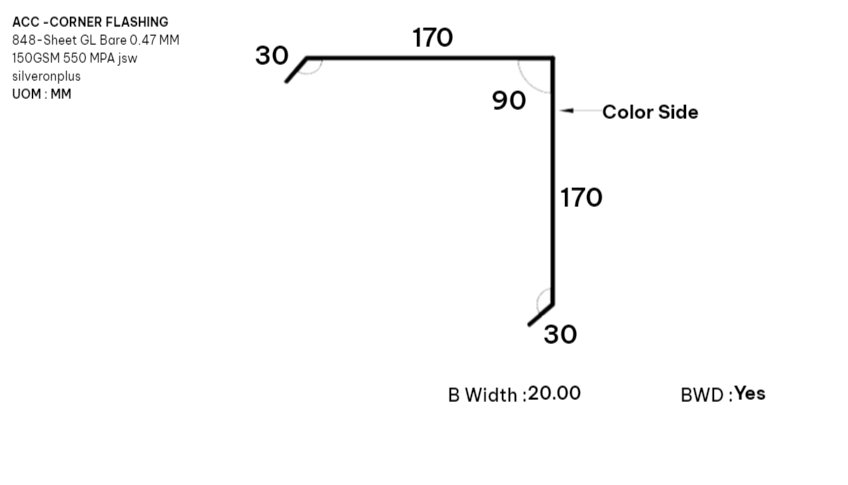 ACC -CORNER FLASHING
848-Sheet GL Bare 0.47 MM
150GSM 550 MPA jsw
silveronplus
UOM : MM
170
30
90
Color Side
170
30
B Width :20.00
BWD :Yes